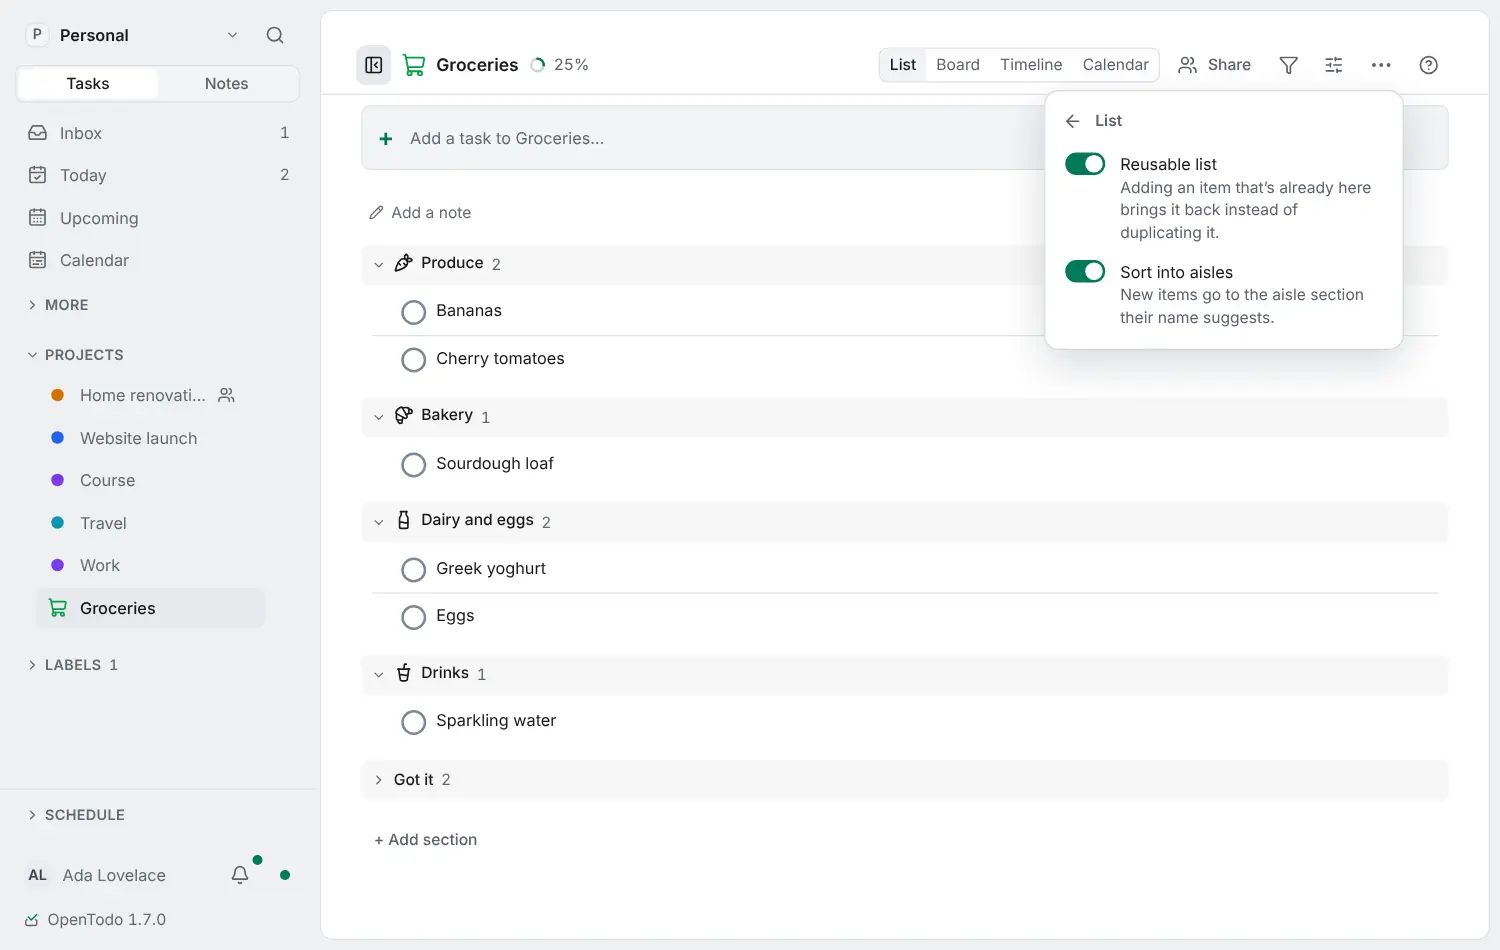 P Personal
Tasks Notes
Inbox 1
Today 2
Upcoming
Calendar
MORE
PROJECTS
Home renovati...
Website launch
Course
Travel
Work
Groceries
LABELS 1
SCHEDULE
AL Ada Lovelace
OpenTodo 1.7.0
Groceries 25%
List Board Timeline Calendar Share
+ Add a task to Groceries...
Add a note
Produce 2
Bananas
Cherry tomatoes
Bakery 1
Sourdough loaf
Dairy and eggs 2
Greek yoghurt
Eggs
Drinks 1
Sparkling water
Got it 2
+ Add section
List
Reusable list
Adding an item that’s already here
brings it back instead of
duplicating it.
Sort into aisles
New items go to the aisle section
their name suggests.